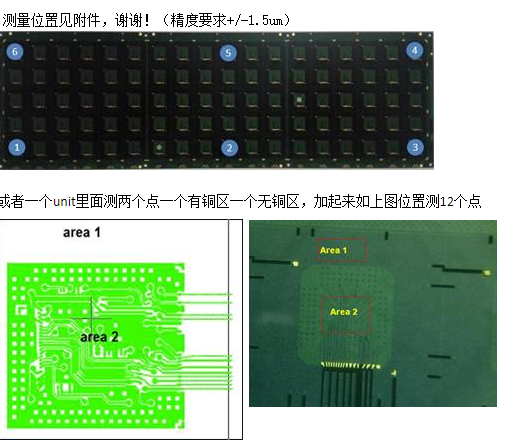 测量位置见附件，谢谢！（精度要求+/-1.5um）
6
5
4
1
2
3
或者一个unit里面测两个点一个有铜区一个无铜区，加起来如上图位置测12个点
area 1
area 2
Area 1
Area 2